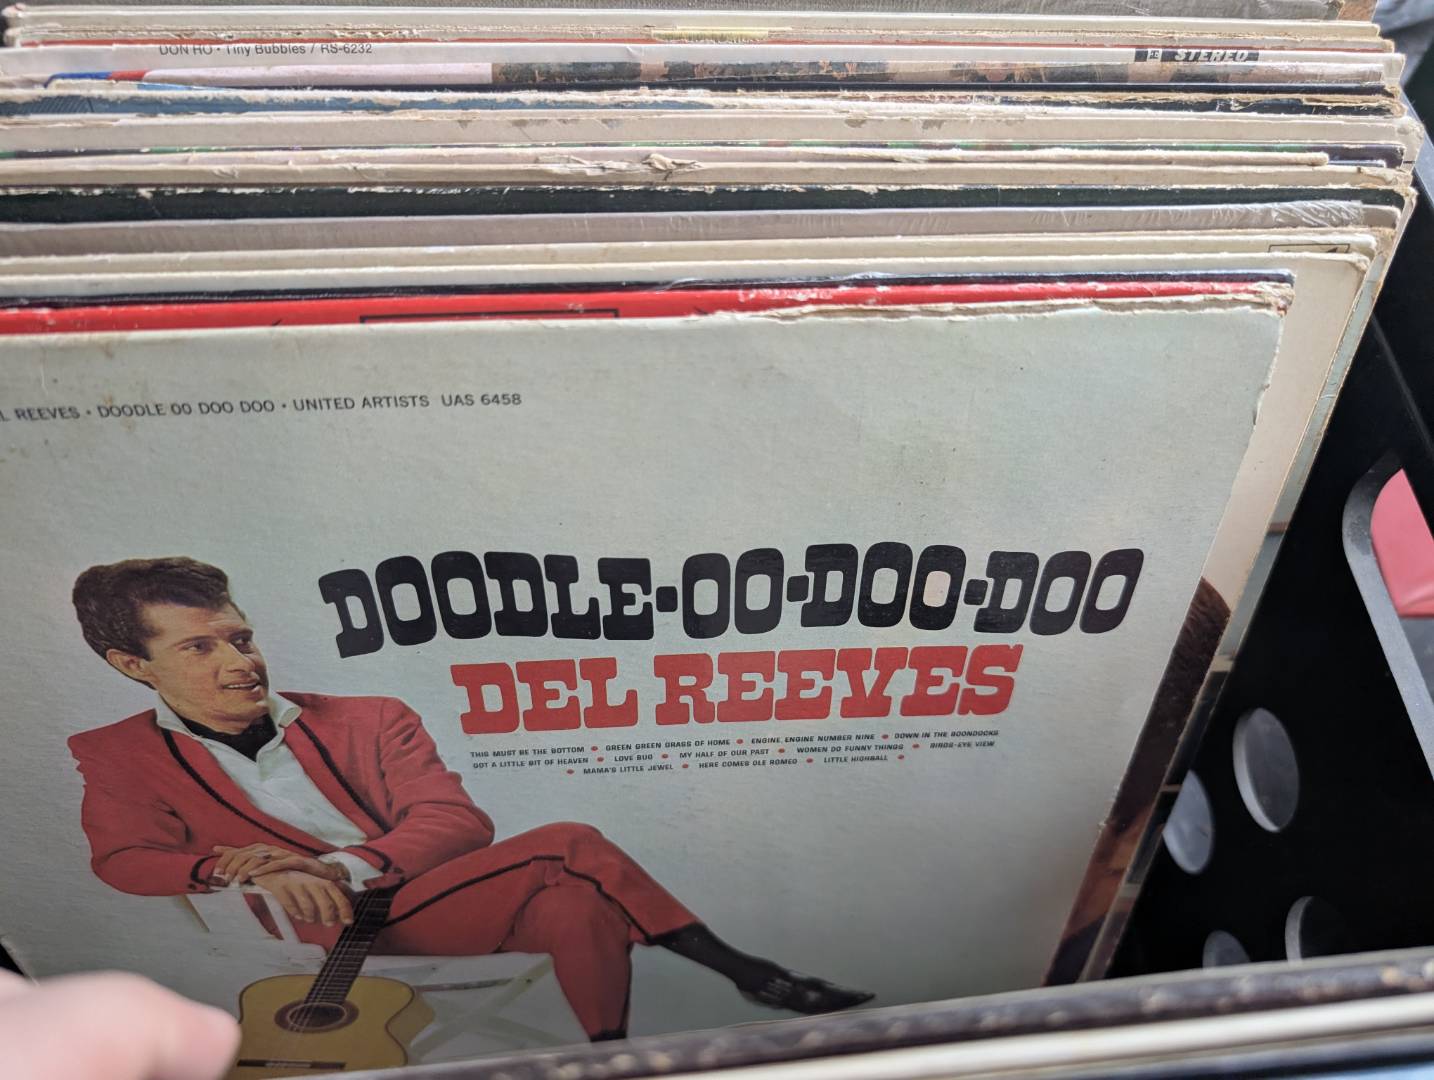 DON HO • Tiny Bubbles / RS-6232
STEREO
L REEVES • DOODLE OO DOO DOO • UNITED ARTISTS UAS 6458
DOODLE-OO-DOO-DOO
DEL REEVES
THIS MUST BE THE BOTTOM • GREEN GREEN GRASS OF HOME • ENGINE, ENGINE NUMBER NINE • DOWN IN THE BOONDOCKS
GOT A LITTLE BIT OF HEAVEN • LOVE BUG • MY HALF OF OUR PAST • WOMEN DO FUNNY THINGS • BIRDS-EYE VIEW
• MAMA'S LITTLE JEWEL • HERE COMES OLE ROMEO • LITTLE HIGHBALL •